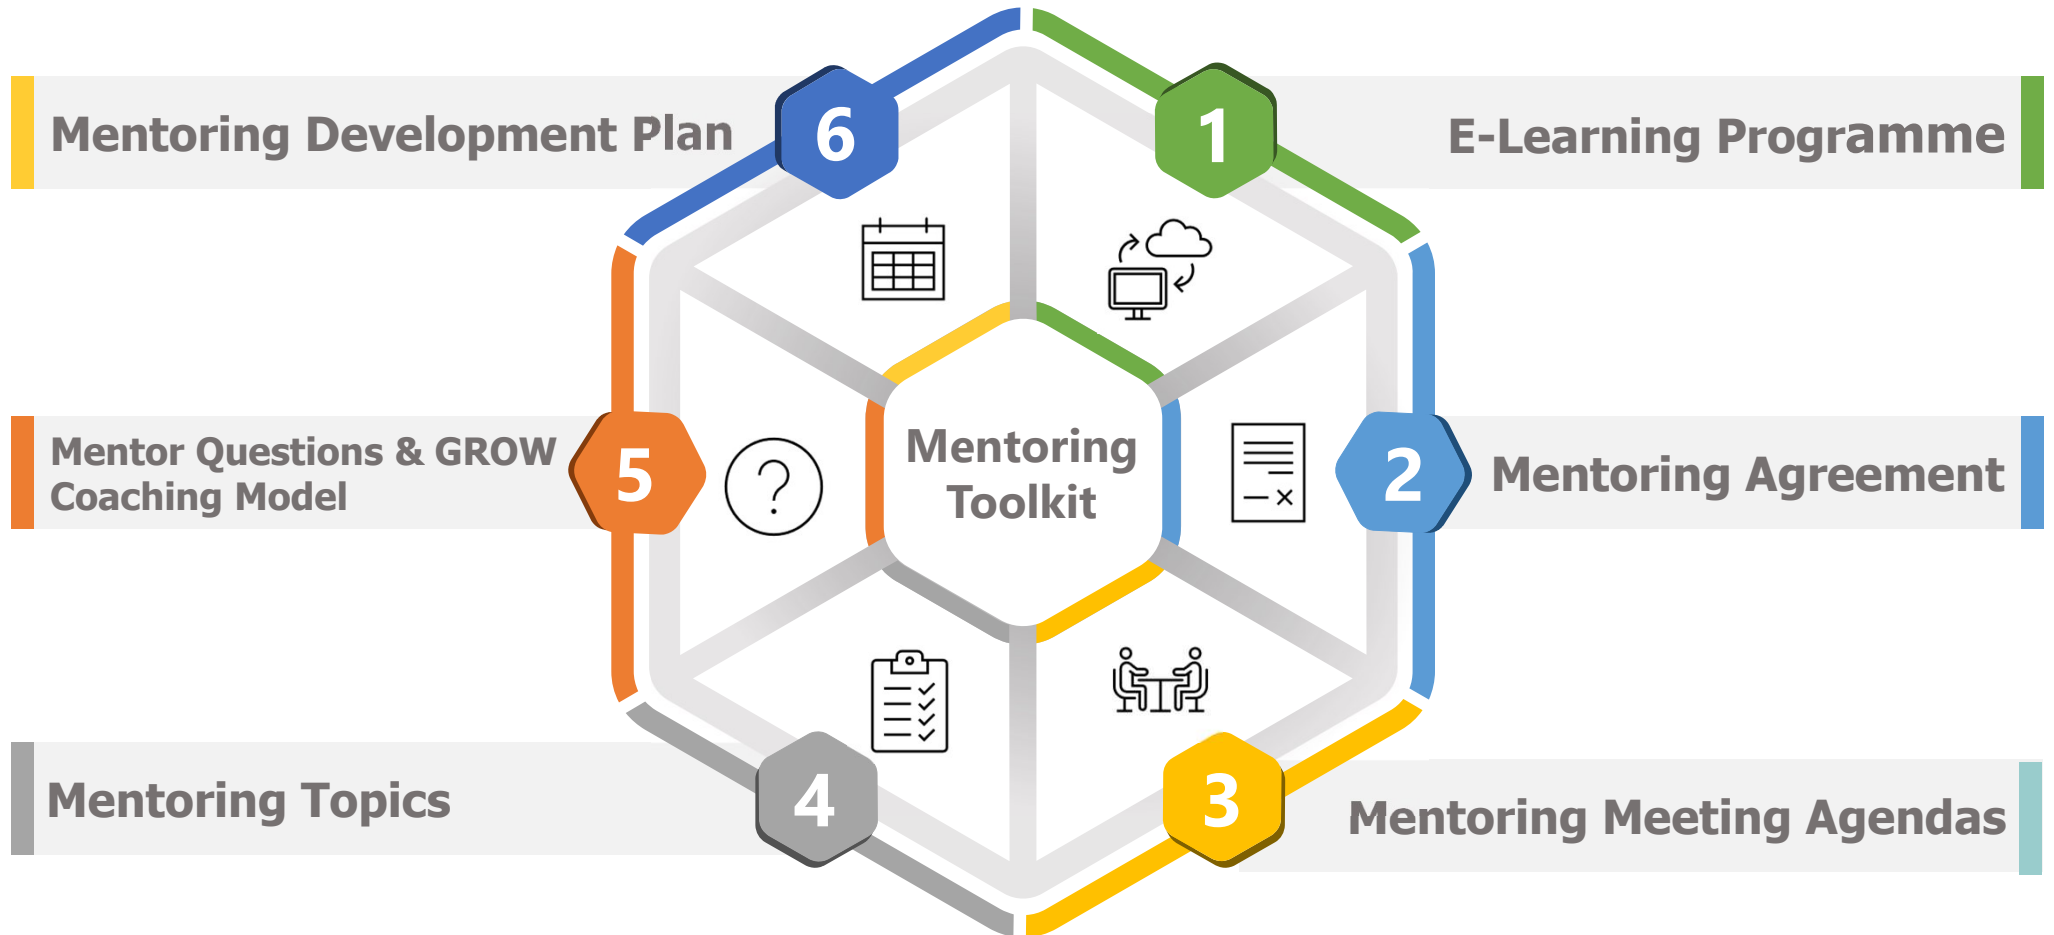 Mentoring Development Plan
6
1
E-Learning Programme
Mentor Questions & GROW
Coaching Model
5
Mentoring
Toolkit
2
Mentoring Agreement
Mentoring Topics
4
3
Mentoring Meeting Agendas